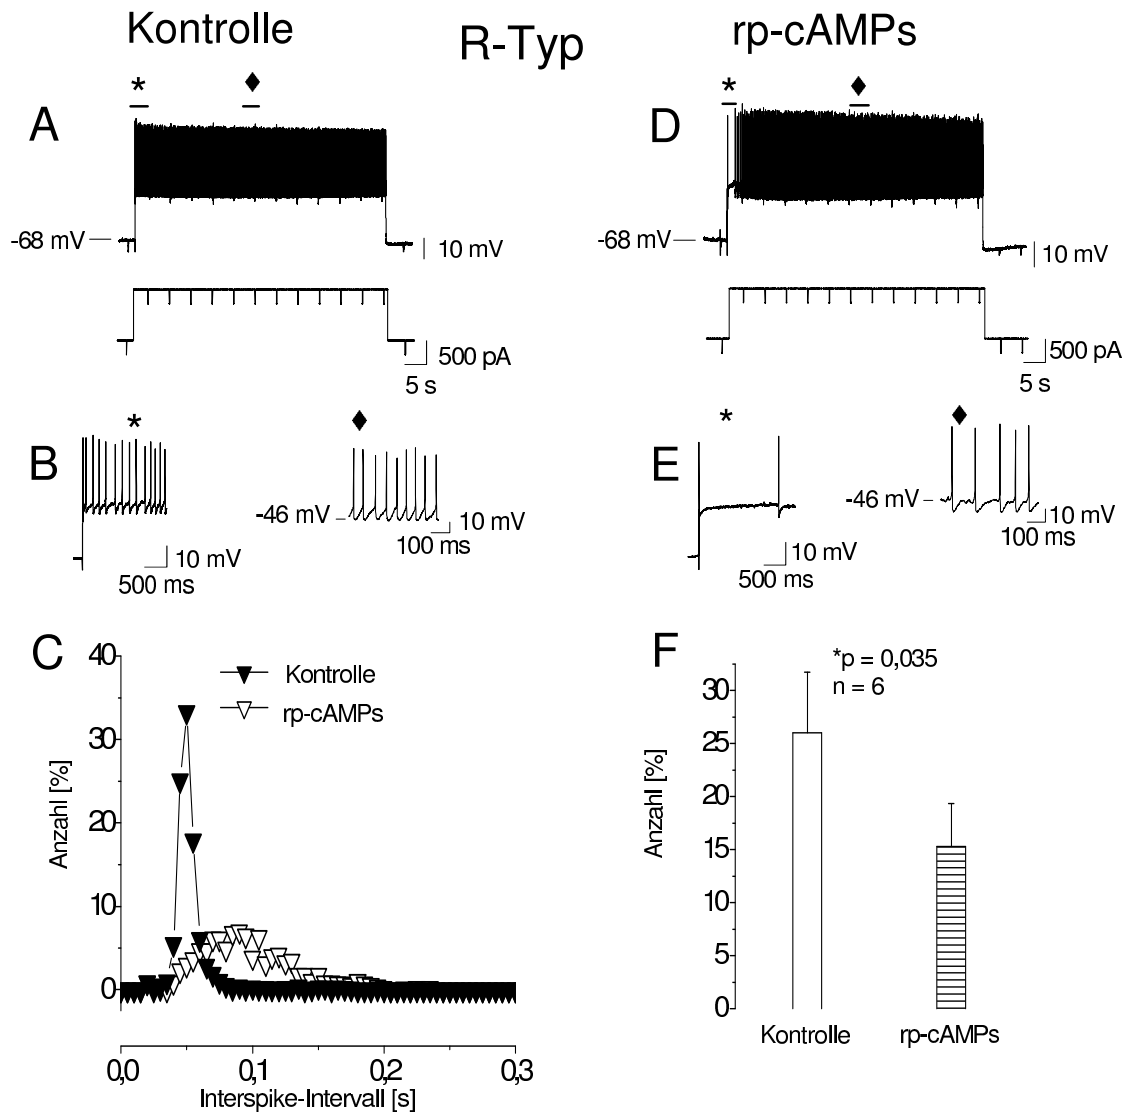 Kontrolle
R-Typ
rp-cAMPs
*
♦
*
♦
A
D
-68 mV
10 mV
-68 mV
10 mV
500 pA
5 s
500 pA
5 s
*
♦
*
♦
B
E
-46 mV
10 mV
100 ms
10 mV
500 ms
-46 mV
10 mV
100 ms
10 mV
500 ms
C
40
30
20
10
0
Anzahl [%]
Kontrolle
rp-cAMPs
0,0
0,1
0,2
0,3
Interspike-Intervall [s]
F
*p = 0,035
n = 6
30
25
20
15
10
5
0
Anzahl [%]
Kontrolle
rp-cAMPs